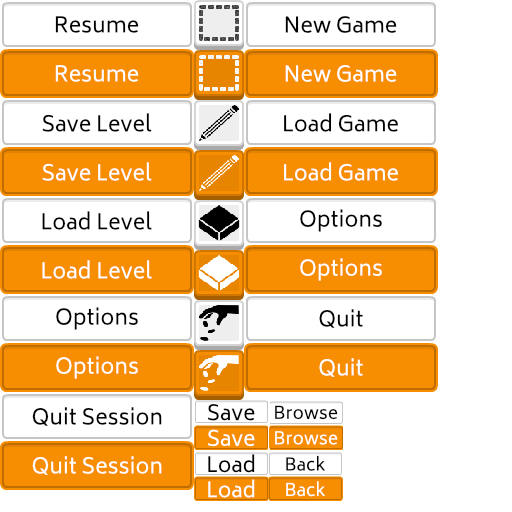 Resume
New Game
Resume
New Game
Save Level
Load Game
Save Level
Load Game
Load Level
Options
Load Level
Options
Options
Quit
Options
Quit
Quit Session
Save
Browse
Save
Browse
Quit Session
Load
Back
Load
Back